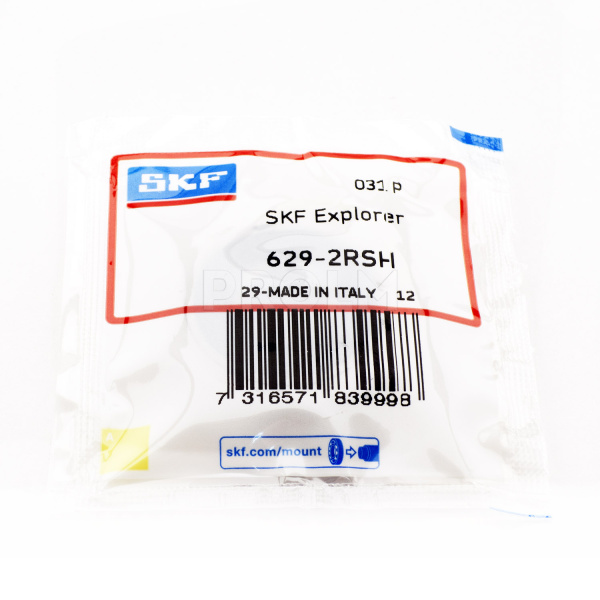 SKF
031 P
SKF Explorer
629-2RSH
29-MADE IN ITALY 12
7 316571 839998
skf.com/mount